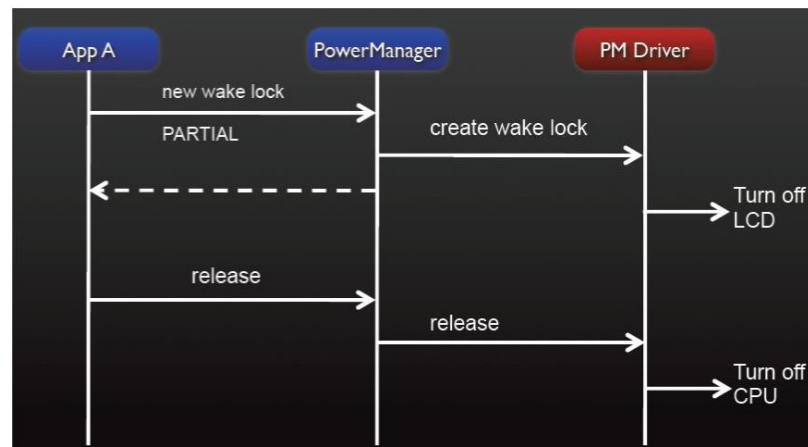 App A
PowerManager
PM Driver
new wake lock
PARTIAL
create wake lock
Turn off
LCD
release
release
Turn off
CPU